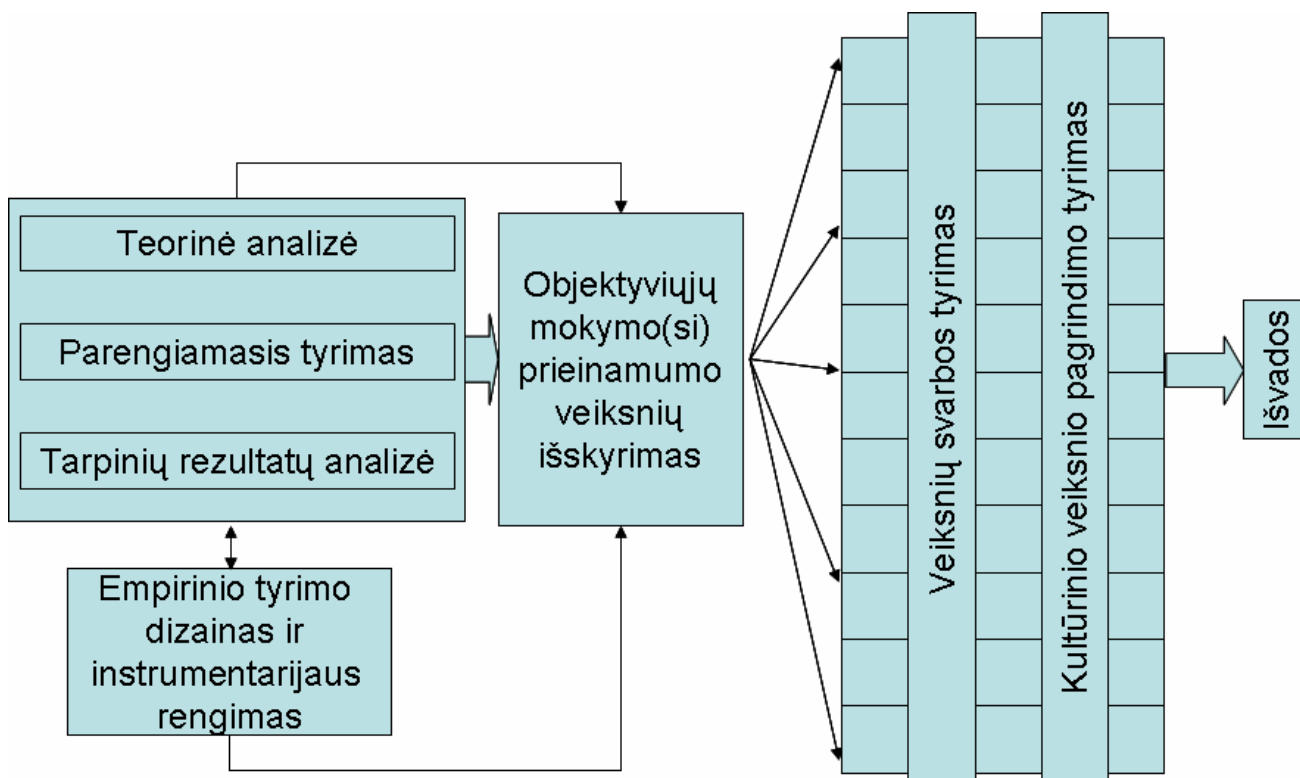 Teorinė analizė
Parengiamasis tyrimas
Tarpinių rezultatų analizė
Empirinio tyrimo
dizainas ir
instrumentarijaus
rengimas
Objektyviųjų
mokymo(si)
prieinamumo
veiksnių
išskyrimas
Veiksnių svarbos tyrimas
Kultūrinio veiksnio pagrindimo tyrimas
Išvados